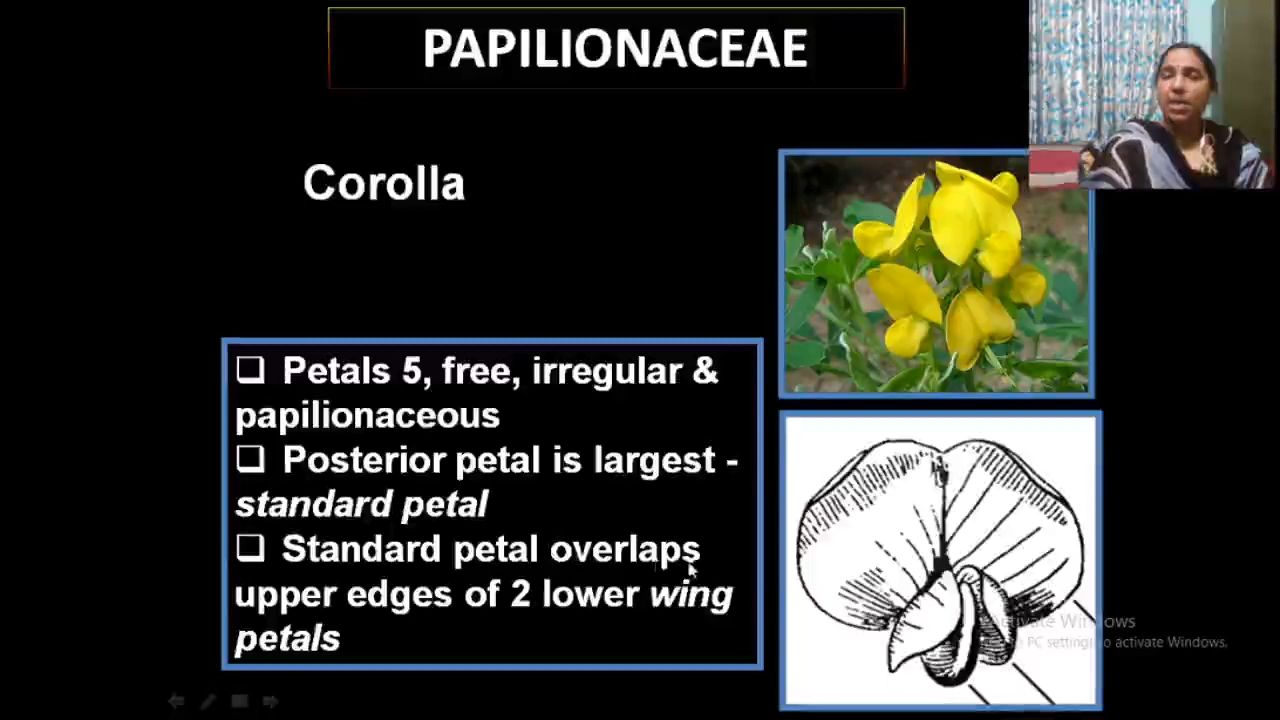 PAPILIONACEAE
Corolla
❑ Petals 5, free, irregular &
papilionaceous
❑ Posterior petal is largest -
standard petal
❑ Standard petal overlaps
upper edges of 2 lower wing
petals
Activate Windows
PC settings to activate Windows.